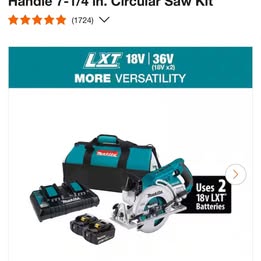 Handle 7-1/4 in. Circular Saw Kit
(1724)
LXT 18V | 36V
(18V x2)
MORE VERSATILITY
Makita
Uses 2
18V LXT
Batteries